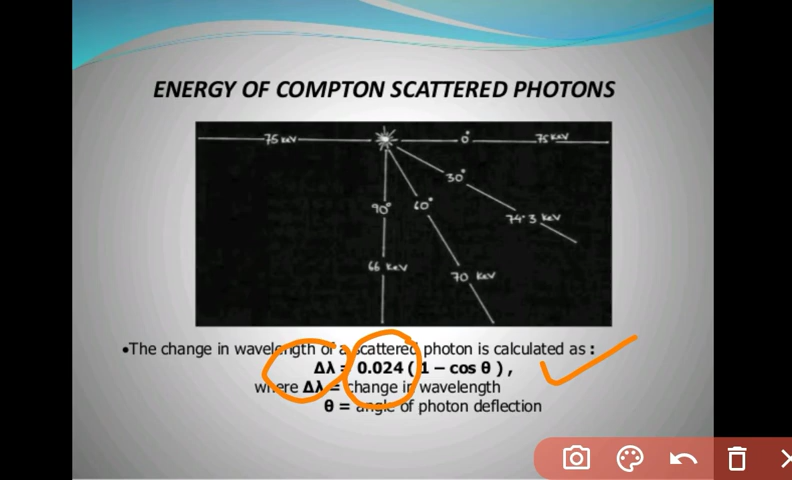 ENERGY OF COMPTON SCATTERED PHOTONS
75 keV 0° 75 keV
30°
90° 60°
74.3 keV
66 keV 70 keV
•The change in wavelength of a scattered photon is calculated as :
Δλ = 0.024 ( 1 – cos θ ) ,
where Δλ = change in wavelength
θ = angle of photon deflection